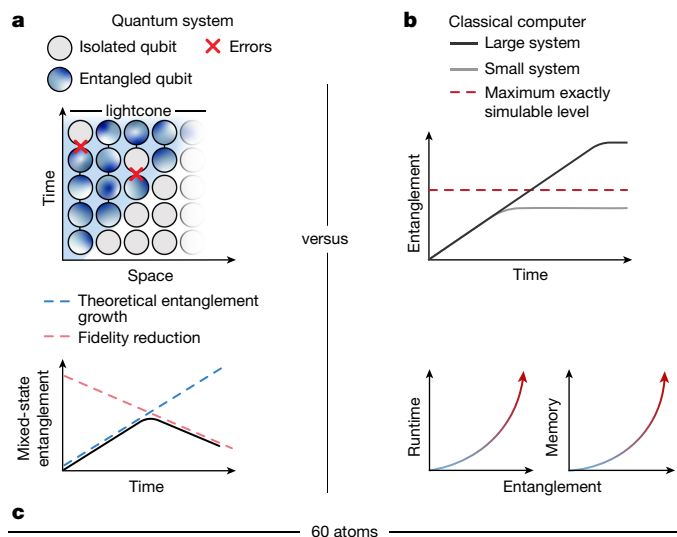 a
Quantum system
Isolated qubit
Errors
Entangled qubit
lightcone
Time
Space
Theoretical entanglement
growth
Fidelity reduction
Mixed-state
entanglement
Time
versus
b
Classical computer
Large system
Small system
Maximum exactly
simulable level
Entanglement
Time
Runtime
Memory
Entanglement
c
60 atoms